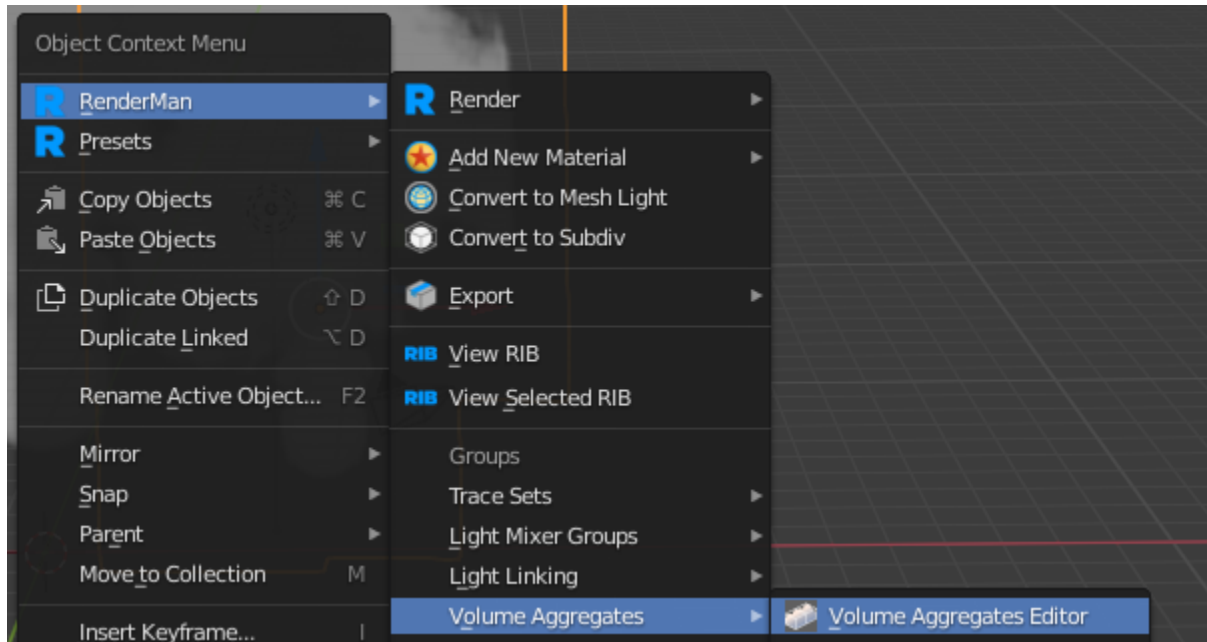 Object Context Menu
RenderMan
Presets
Copy Objects ⌘ C
Paste Objects ⌘ V
Duplicate Objects ⇧ D
Duplicate Linked ⌥ D
Rename Active Object... F2
Mirror
Snap
Parent
Move to Collection M
Insert Keyframe... I
Render
Add New Material
Convert to Mesh Light
Convert to Subdiv
Export
RIB View RIB
RIB View Selected RIB
Groups
Trace Sets
Light Mixer Groups
Light Linking
Volume Aggregates
Volume Aggregates Editor